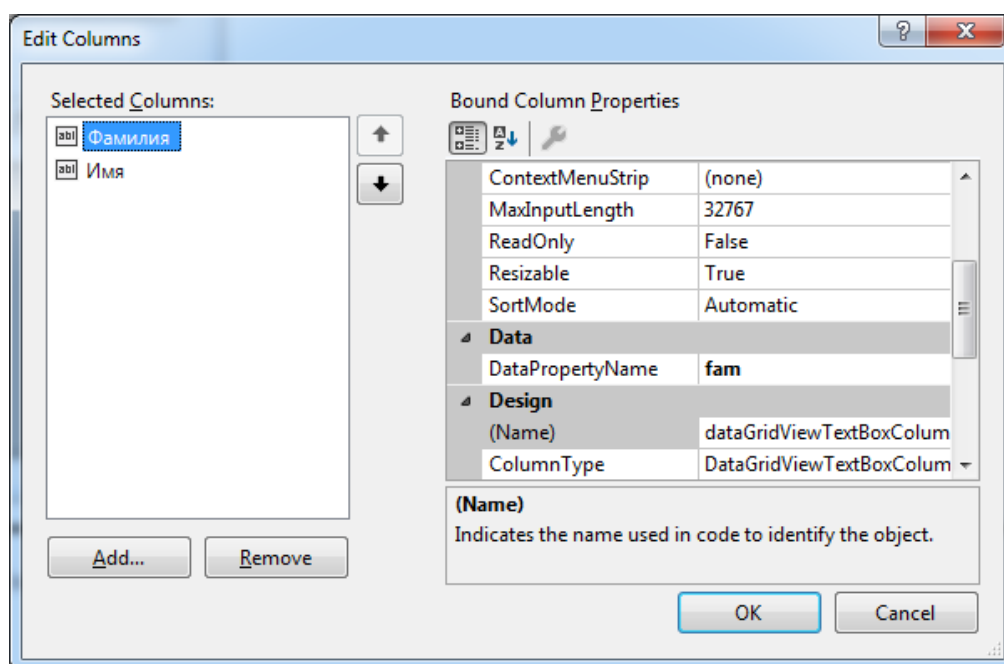 Edit Columns
Selected Columns:
Фамилия
Имя
Add...
Remove
Bound Column Properties
ContextMenuStrip (none)
MaxInputLength 32767
ReadOnly False
Resizable True
SortMode Automatic
Data
DataPropertyName fam
Design
(Name) dataGridViewTextBoxColum
ColumnType DataGridViewTextBoxColum
(Name)
Indicates the name used in code to identify the object.
OK
Cancel